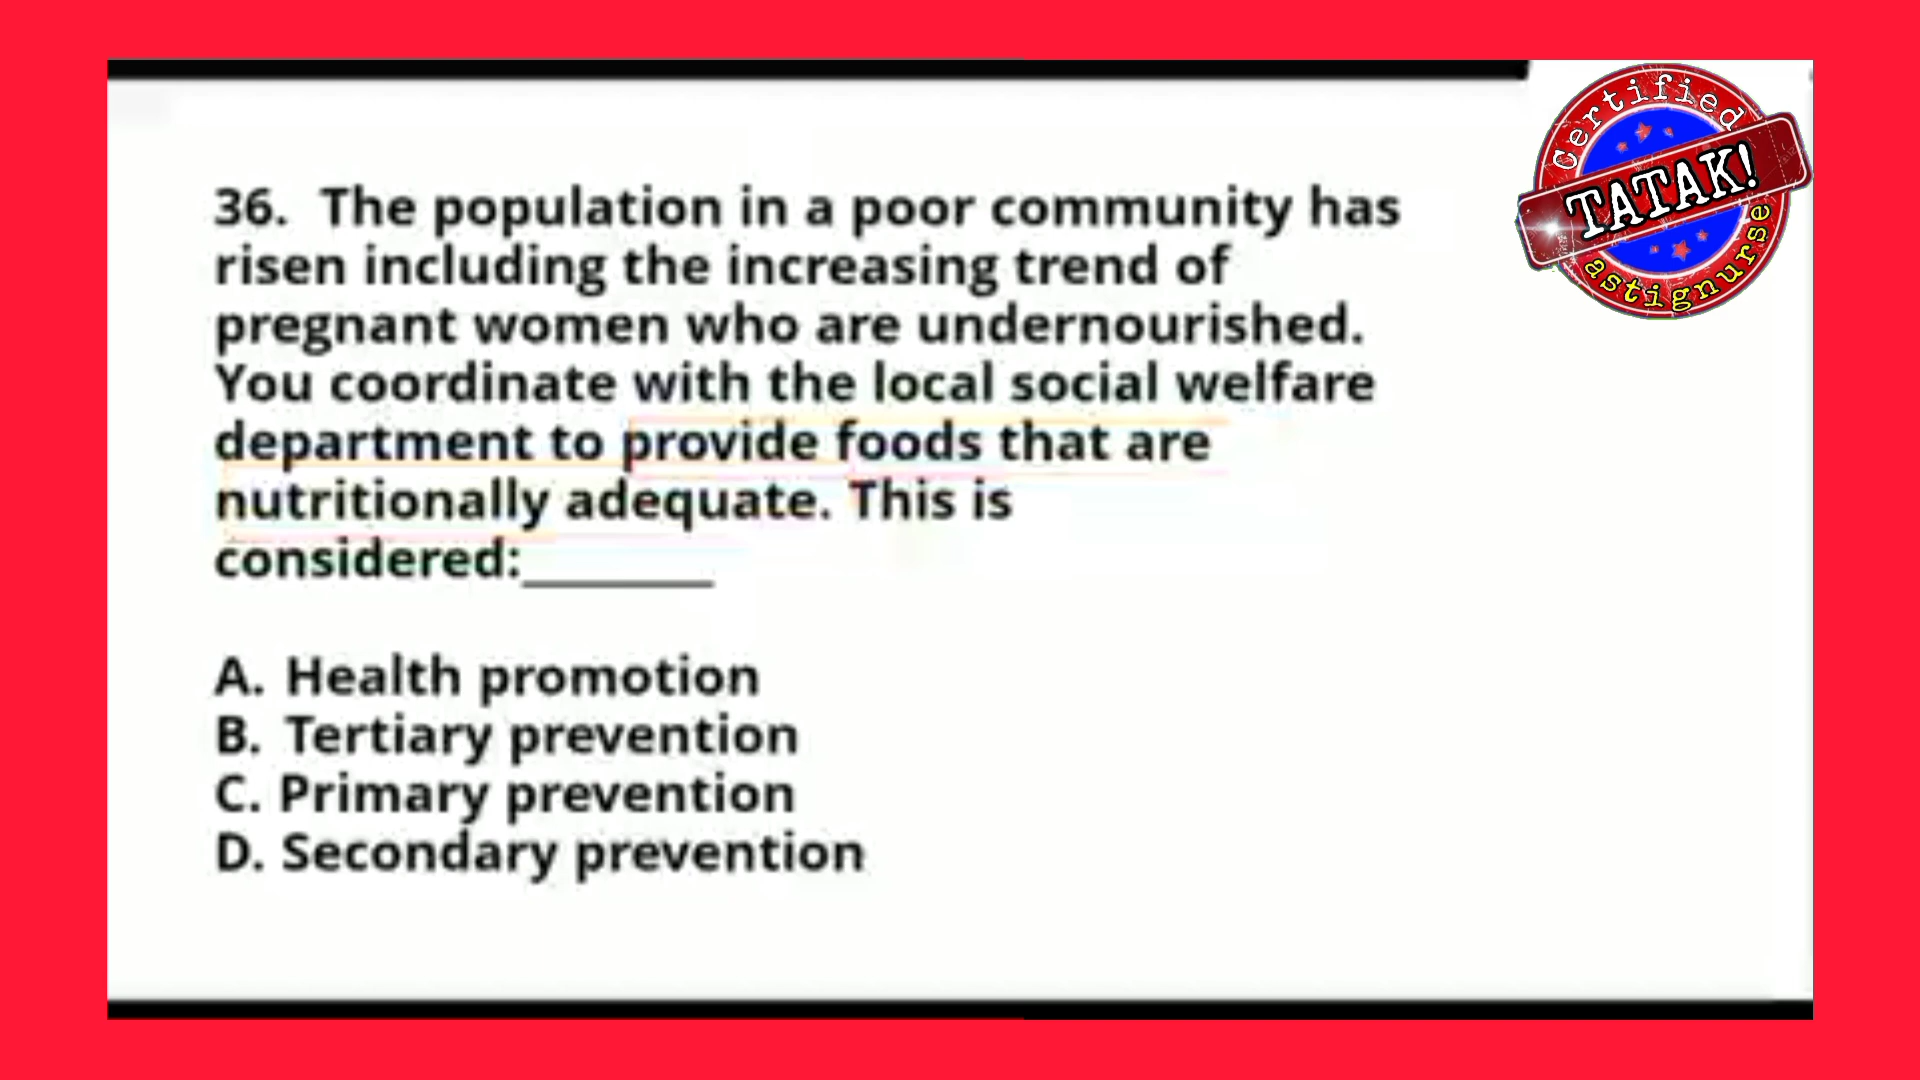 36. The population in a poor community has
risen including the increasing trend of
pregnant women who are undernourished.
You coordinate with the local social welfare
department to provide foods that are
nutritionally adequate. This is
considered:________
A. Health promotion
B. Tertiary prevention
C. Primary prevention
D. Secondary prevention
Certified
TATAK!
astignurse